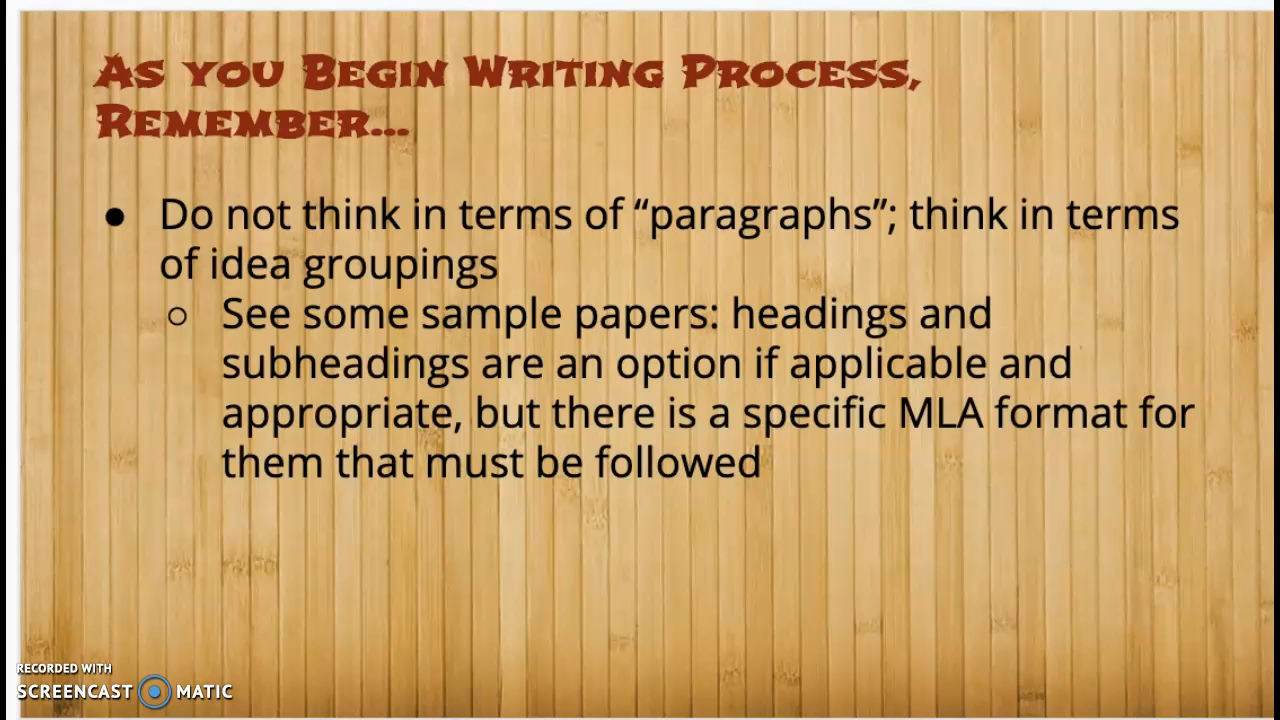 As you Begin Writing Process,
Remember...
● Do not think in terms of “paragraphs”; think in terms
of idea groupings
○ See some sample papers: headings and
subheadings are an option if applicable and
appropriate, but there is a specific MLA format for
them that must be followed
RECORDED WITH
SCREENCAST MATIC